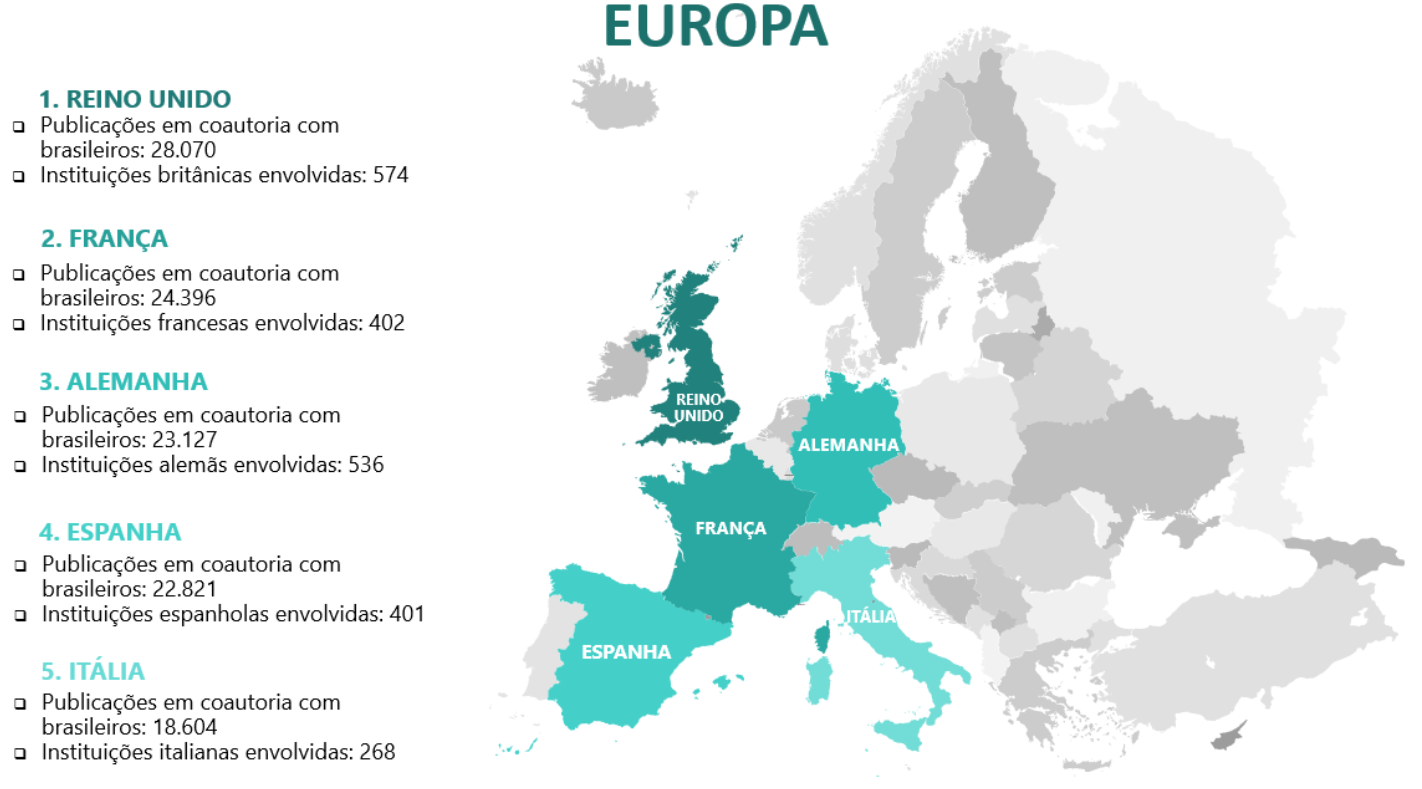 EUROPA
1. REINO UNIDO
❑ Publicações em coautoria com
brasileiros: 28.070
❑ Instituições britânicas envolvidas: 574
2. FRANÇA
❑ Publicações em coautoria com
brasileiros: 24.396
❑ Instituições francesas envolvidas: 402
3. ALEMANHA
❑ Publicações em coautoria com
brasileiros: 23.127
❑ Instituições alemãs envolvidas: 536
4. ESPANHA
❑ Publicações em coautoria com
brasileiros: 22.821
❑ Instituições espanholas envolvidas: 401
5. ITÁLIA
❑ Publicações em coautoria com
brasileiros: 18.604
❑ Instituições italianas envolvidas: 268
REINO
UNIDO
ALEMANHA
FRANÇA
ITÁLIA
ESPANHA